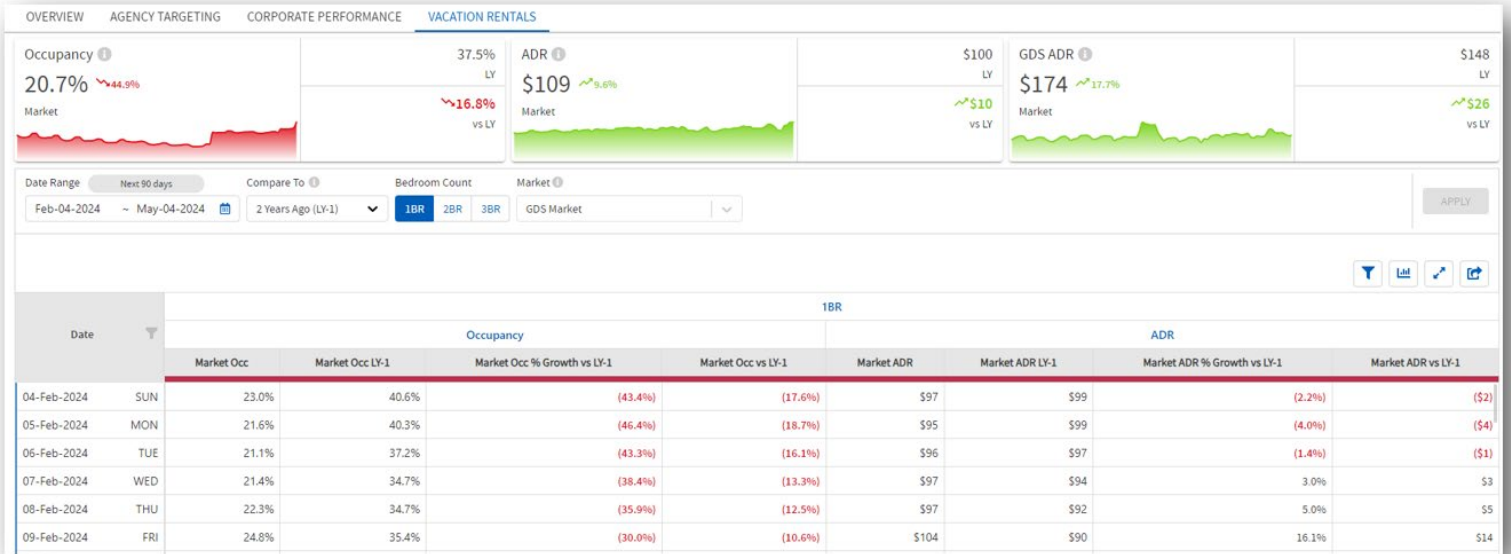 OVERVIEW AGENCY TARGETING CORPORATE PERFORMANCE VACATION RENTALS
Occupancy 37.5% ADR $100 GDS ADR $148
LY LY LY
20.7% 44.9% $109 9.6% $174 17.7%
Market 16.8% Market $10 Market $26
vs LY vs LY vs LY
Date Range Next 90 days Compare To Bedroom Count Market
Feb-04-2024 ~ May-04-2024 2 Years Ago (LY-1) 1BR 2BR 3BR GDS Market APPLY
1BR
Date Occupancy ADR
Market Occ Market Occ LY-1 Market Occ % Growth vs LY-1 Market Occ vs LY-1 Market ADR Market ADR LY-1 Market ADR % Growth vs LY-1 Market ADR vs LY-1
04-Feb-2024 SUN 23.0% 40.6% (43.4%) (17.6%) $97 $99 (2.2%) ($2)
05-Feb-2024 MON 21.6% 40.3% (46.4%) (18.7%) $95 $99 (4.0%) ($4)
06-Feb-2024 TUE 21.1% 37.2% (43.3%) (16.1%) $96 $97 (1.4%) ($1)
07-Feb-2024 WED 21.4% 34.7% (38.4%) (13.3%) $97 $94 3.0% $3
08-Feb-2024 THU 22.3% 34.7% (35.9%) (12.5%) $97 $92 5.0% $5
09-Feb-2024 FRI 24.8% 35.4% (30.0%) (10.6%) $104 $90 16.1% $14